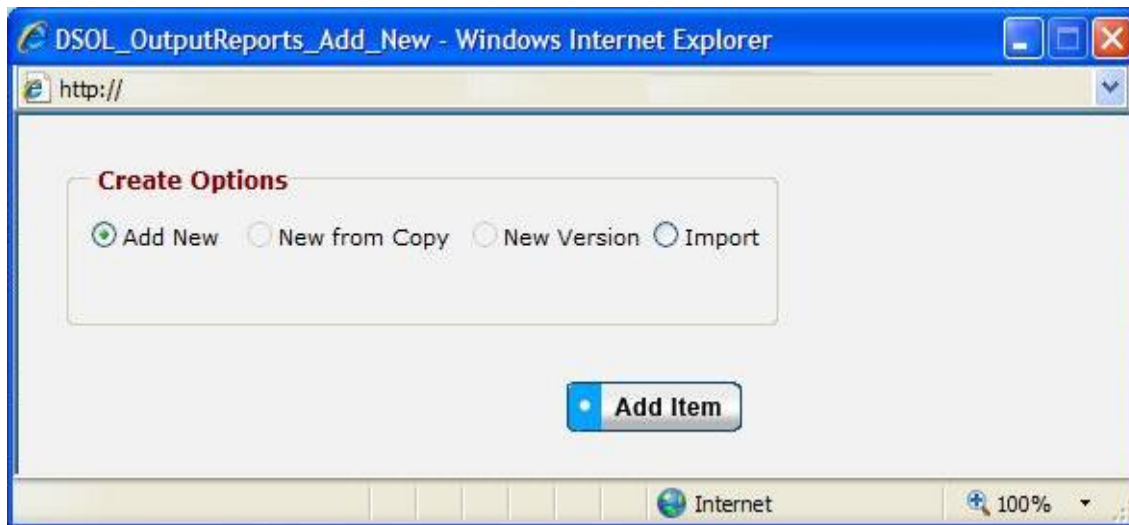 DSOL_OutputReports_Add_New - Windows Internet Explorer
http://
Create Options
Add New New from Copy New Version Import
Add Item
Internet 100%